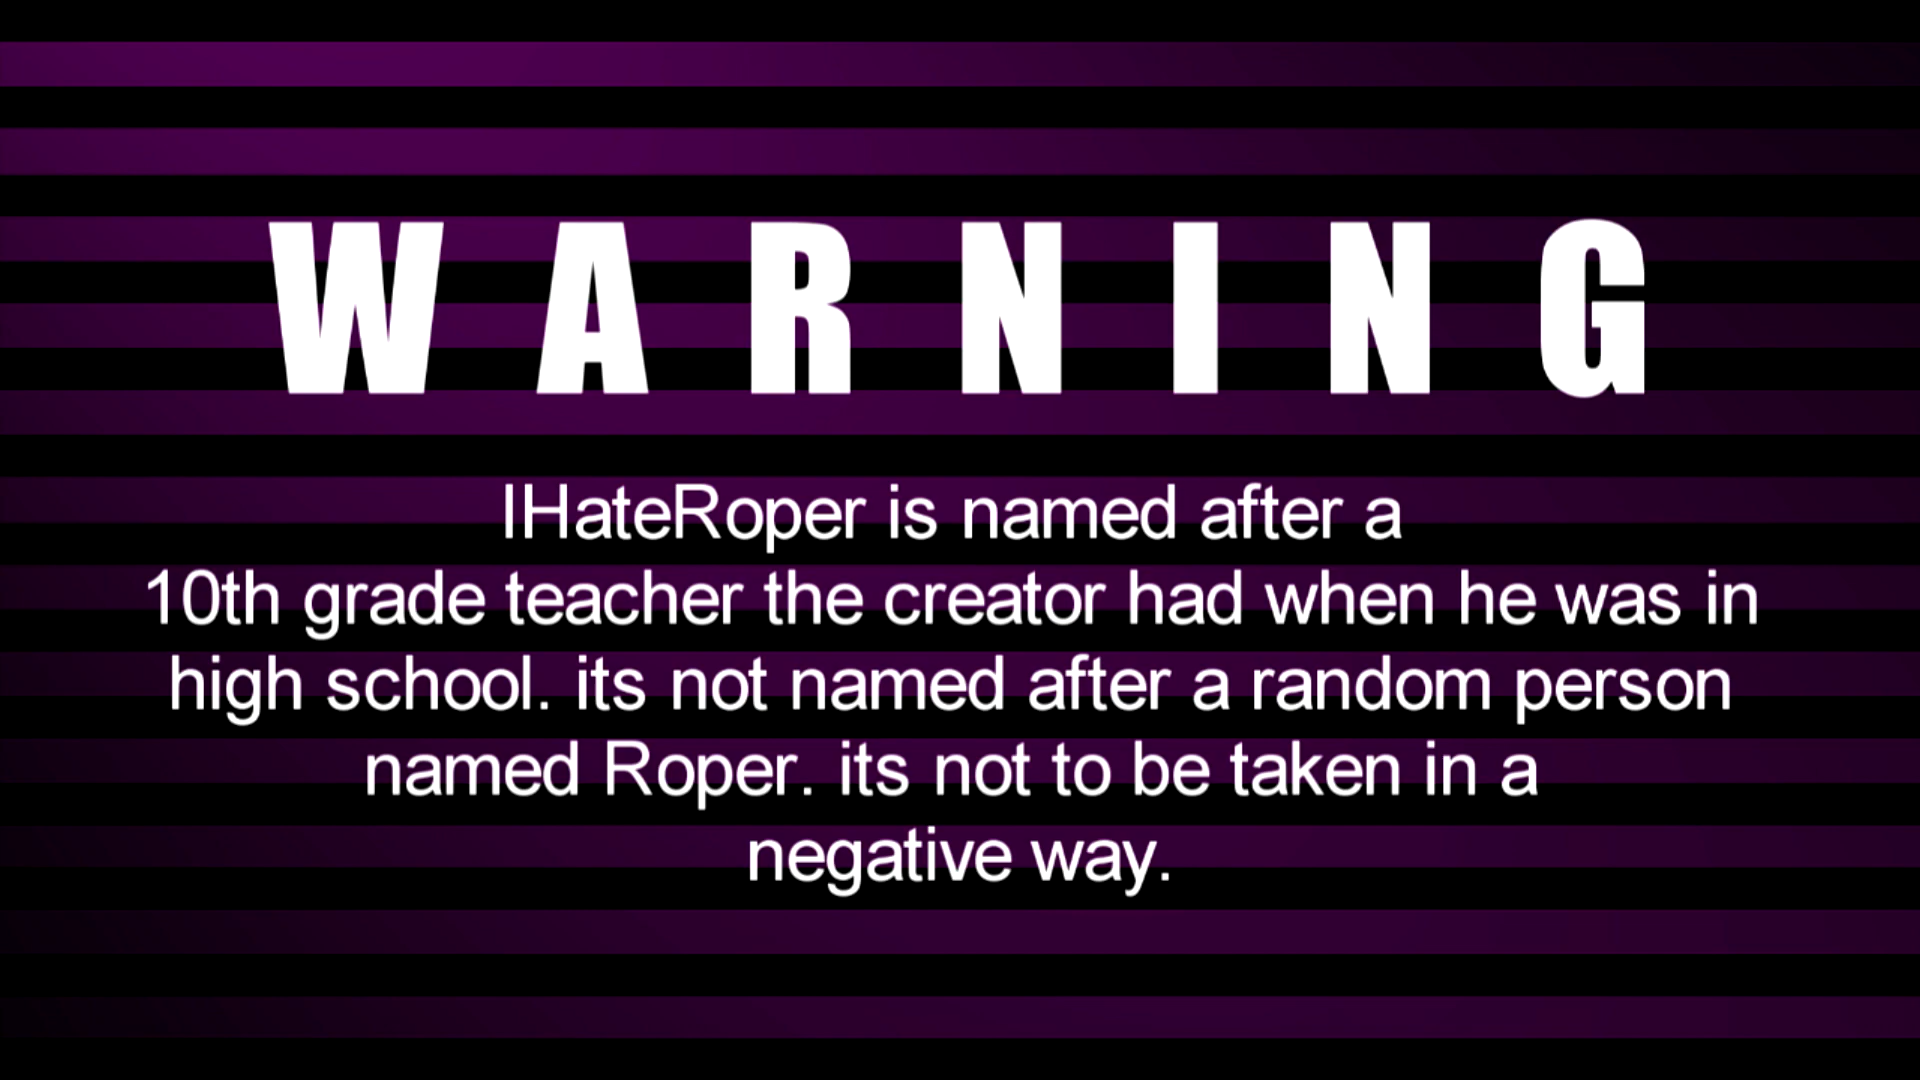 WARNING
IHateRoper is named after a
10th grade teacher the creator had when he was in
high school. its not named after a random person
named Roper. its not to be taken in a
negative way.